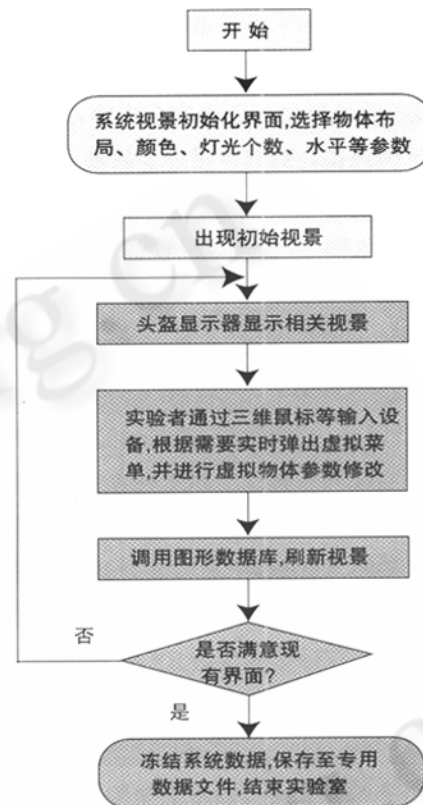 开始
系统视景初始化界面,选择物体布
局、颜色、灯光个数、水平等参数
出现初始视景
头盔显示器显示相关视景
实验者通过三维鼠标等输入设
备,根据需要实时弹出虚拟菜
单,并进行虚拟物体参数修改
调用图形数据库,刷新视景
否
是否满意现
有界面?
是
冻结系统数据,保存至专用
数据文件,结束实验室